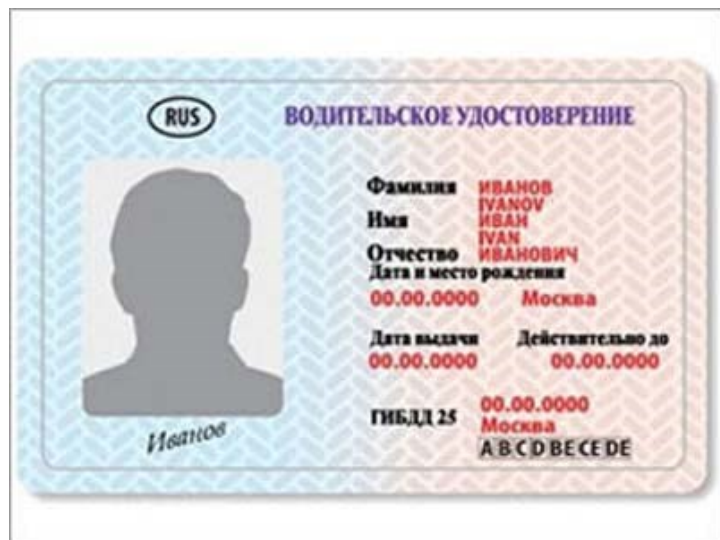 RUS
ВОДИТЕЛЬСКОЕ УДОСТОВЕРЕНИЕ
Фамилия ИВАНОВ
IVANOV
Имя ИВАН
IVAN
Отчество ИВАНОВИЧ
Дата и место рождения
00.00.0000 Москва
Дата выдачи Действительно до
00.00.0000 00.00.0000
ГИБДД 25 00.00.0000
Москва
A B C D BE CE DE
Иванов